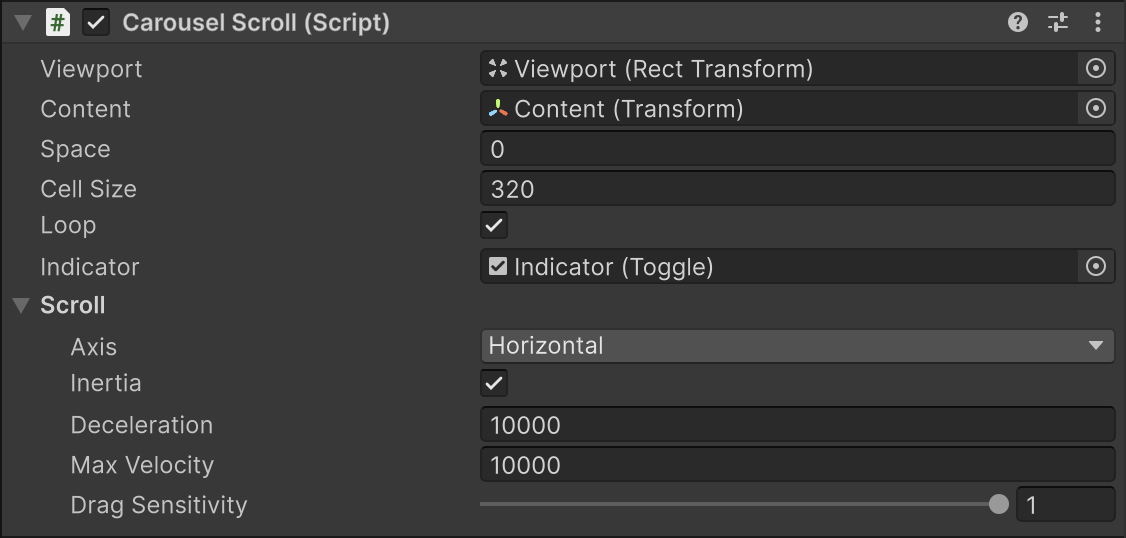 Carousel Scroll (Script)
Viewport Viewport (Rect Transform)
Content Content (Transform)
Space 0
Cell Size 320
Loop
Indicator Indicator (Toggle)
Scroll
Axis Horizontal
Inertia
Deceleration 10000
Max Velocity 10000
Drag Sensitivity 1